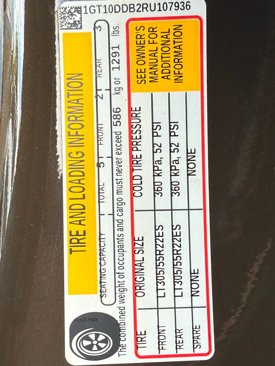 1GT10DDB2RU107936
TIRE AND LOADING INFORMATION
SEATING CAPACITY TOTAL 5 FRONT 2 REAR 3
The combined weight of occupants and cargo must never exceed 586 kg or 1291 lbs.
TIRE ORIGINAL SIZE COLD TIRE PRESSURE
SEE OWNER'S
MANUAL FOR
ADDITIONAL
INFORMATION
FRONT LT305/55R22ES 360 KPa, 52 PSI
REAR LT305/55R22ES 360 KPa, 52 PSI
SPARE NONE NONE